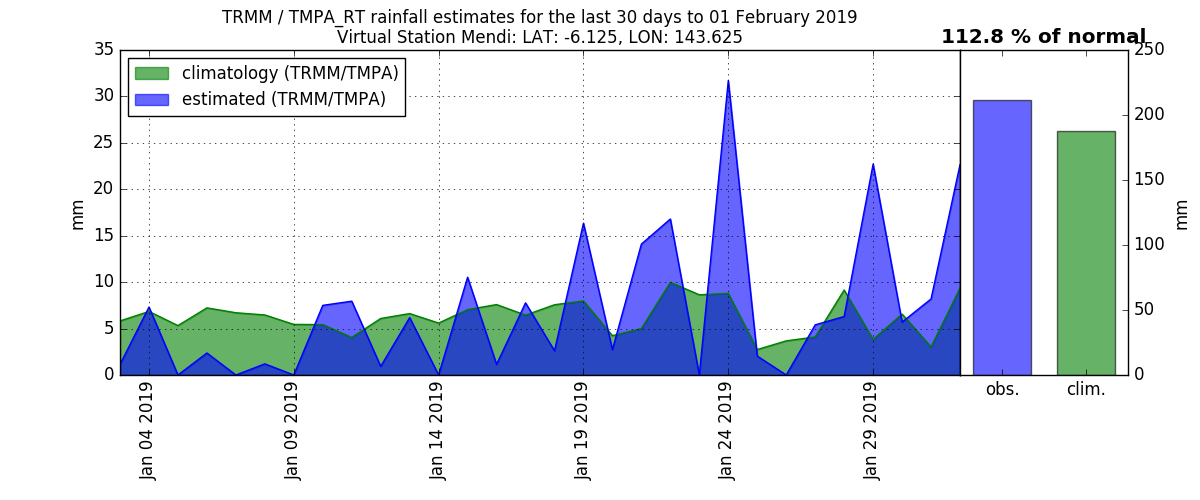 TRMM / TMPA_RT rainfall estimates for the last 30 days to 01 February 2019
Virtual Station Mendi: LAT: -6.125, LON: 143.625
112.8 % of normal
climatology (TRMM/TMPA)
estimated (TRMM/TMPA)
35
30
25
20
15
10
5
0
mm
Jan 04 2019
Jan 09 2019
Jan 14 2019
Jan 19 2019
Jan 24 2019
Jan 29 2019
250
200
150
100
50
0
mm
obs.
clim.